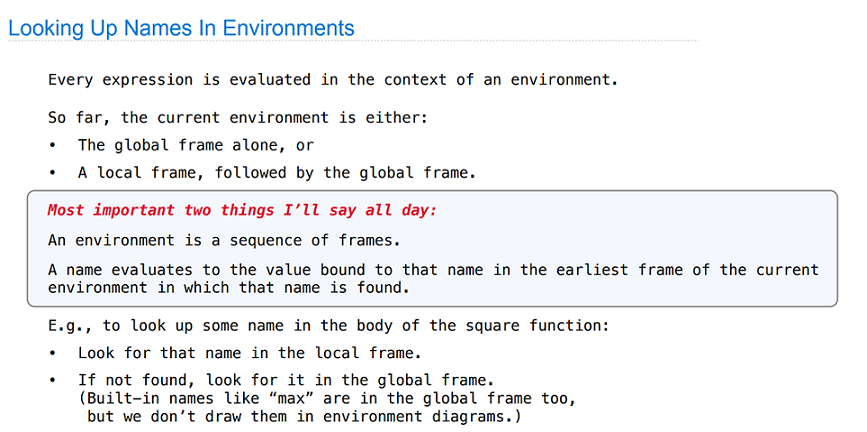 Looking Up Names In Environments
Every expression is evaluated in the context of an environment.
So far, the current environment is either:
• The global frame alone, or
• A local frame, followed by the global frame.
Most important two things I’ll say all day:
An environment is a sequence of frames.
A name evaluates to the value bound to that name in the earliest frame of the current
environment in which that name is found.
E.g., to look up some name in the body of the square function:
• Look for that name in the local frame.
• If not found, look for it in the global frame.
(Built-in names like “max” are in the global frame too,
but we don’t draw them in environment diagrams.)